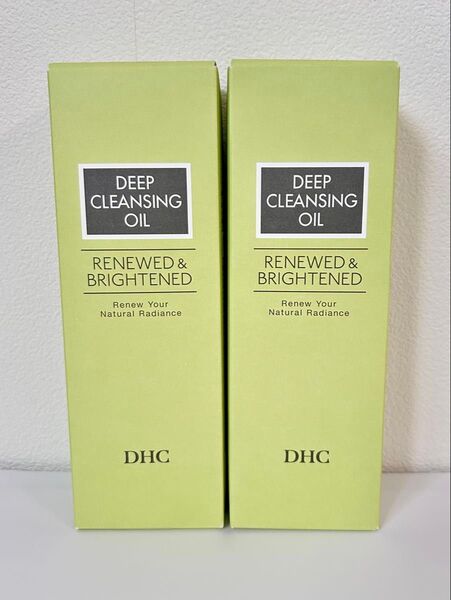 DEEP
CLEANSING
OIL
RENEWED &
BRIGHTENED
Renew Your
Natural Radiance
DHC
DEEP
CLEANSING
OIL
RENEWED &
BRIGHTENED
Renew Your
Natural Radiance
DHC